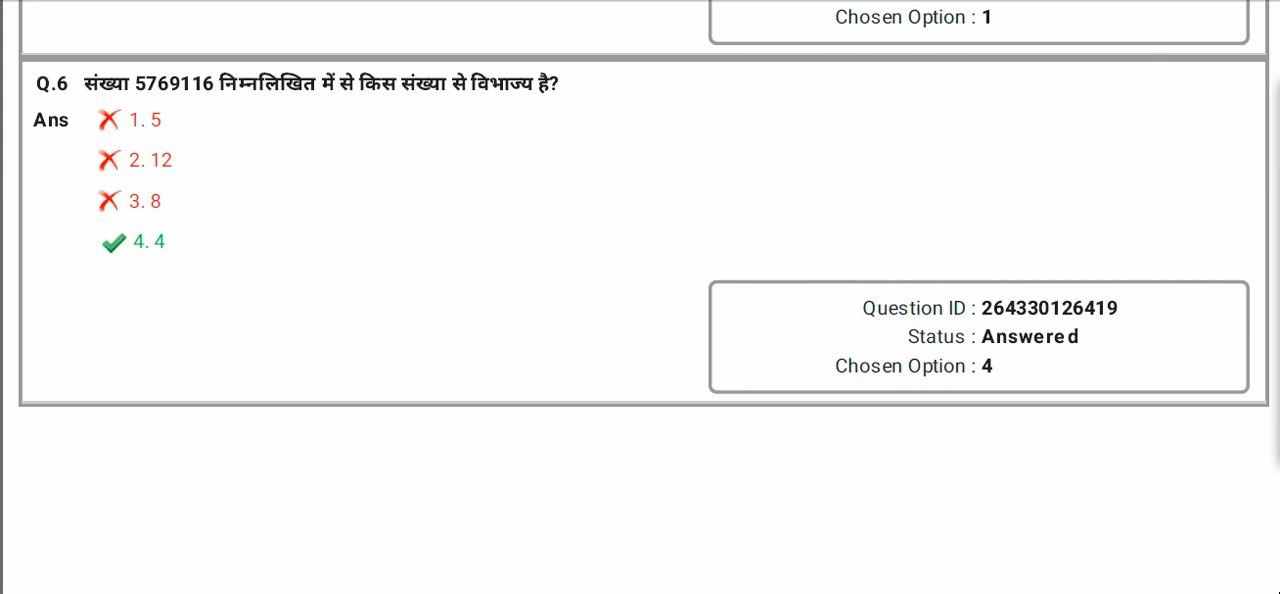 Chosen Option : 1
Q.6 संख्या 5769116 निम्नलिखित में से किस संख्या से विभाज्य है?
Ans 1. 5
2. 12
3. 8
4. 4
Question ID : 264330126419
Status : Answered
Chosen Option : 4